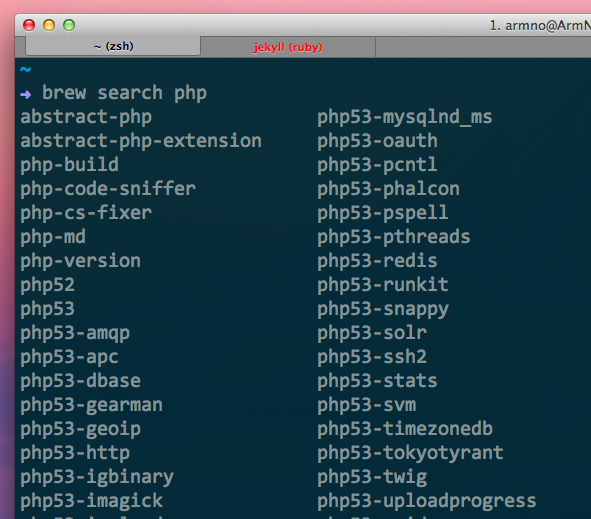 1. armno@ArmN
~ (zsh) jekyll (ruby)
~
→ brew search php
abstract-php php53-mysqlnd_ms
abstract-php-extension php53-oauth
php-build php53-pcntl
php-code-sniffer php53-phalcon
php-cs-fixer php53-pspell
php-md php53-pthreads
php-version php53-redis
php52 php53-runkit
php53 php53-snappy
php53-amqp php53-solr
php53-apc php53-ssh2
php53-dbase php53-stats
php53-gearman php53-svm
php53-geoip php53-timezonedb
php53-http php53-tokyotyrant
php53-igbinary php53-twig
php53-imagick php53-uploadprogress